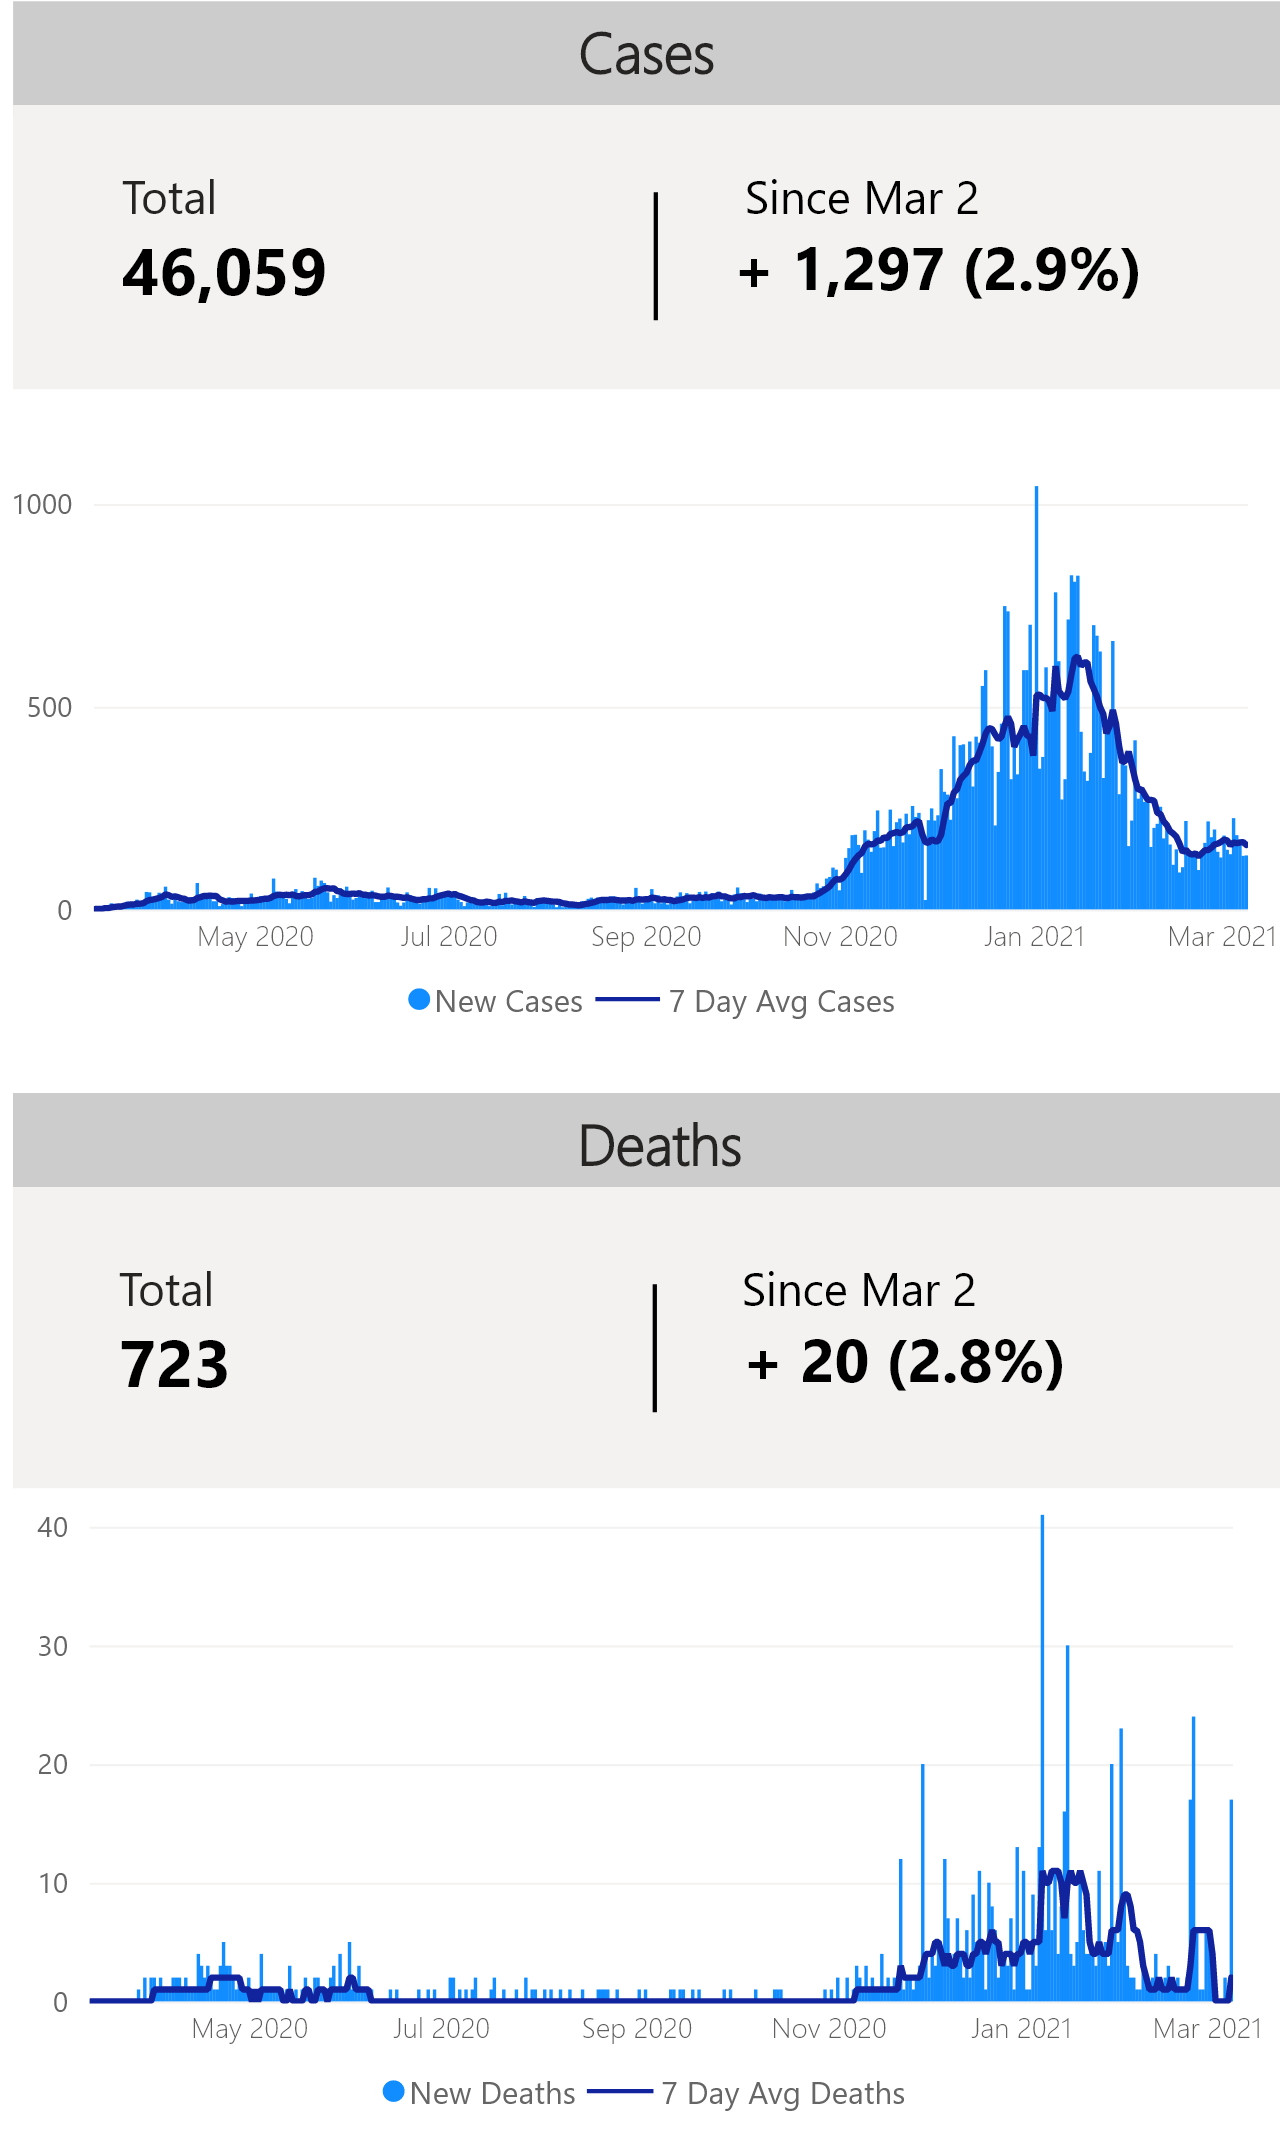 Cases
Total
Since Mar 2
46,059
+ 1,297 (2.9%)
1000
500
0
May 2020
Jul 2020
Sep 2020
Nov 2020
Jan 2021
Mar 2021
New Cases
7 Day Avg Cases
Deaths
Total
Since Mar 2
723
+ 20 (2.8%)
40
30
20
10
0
May 2020
Jul 2020
Sep 2020
Nov 2020
Jan 2021
Mar 2021
New Deaths
7 Day Avg Deaths